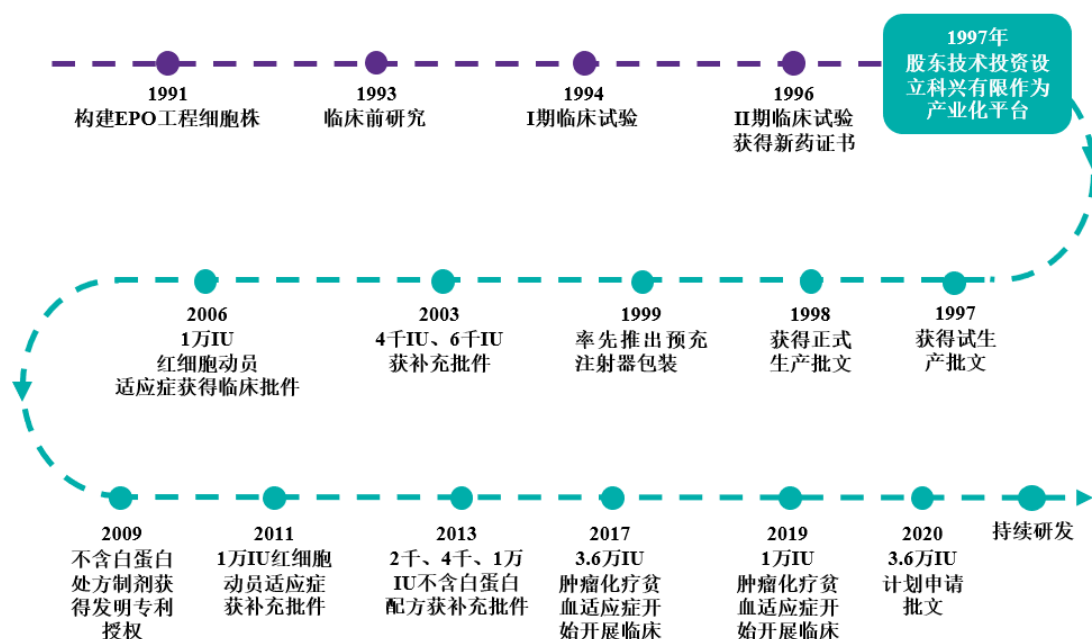 1991
构建EPO工程细胞株
1993
临床前研究
1994
I期临床试验
1996
II期临床试验
获得新药证书
1997年
股东技术投资设
立科兴有限作为
产业化平台
1997
获得试生
产批文
1998
获得正式
生产批文
1999
率先推出预充
注射器包装
2003
4千IU、6千IU
获补充批件
2006
1万IU
红细胞动员
适应症获得临床批件
2009
不含白蛋白
处方制剂获
得发明专利
授权
2011
1万IU红细胞
动员适应症
获补充批件
2013
2千、4千、1万
IU不含白蛋白
配方获补充批件
2017
3.6万IU
肿瘤化疗贫
血适应症开
始开展临床
2019
1万IU
肿瘤化疗贫
血适应症开
始开展临床
2020
3.6万IU
计划申请
批文
持续研发